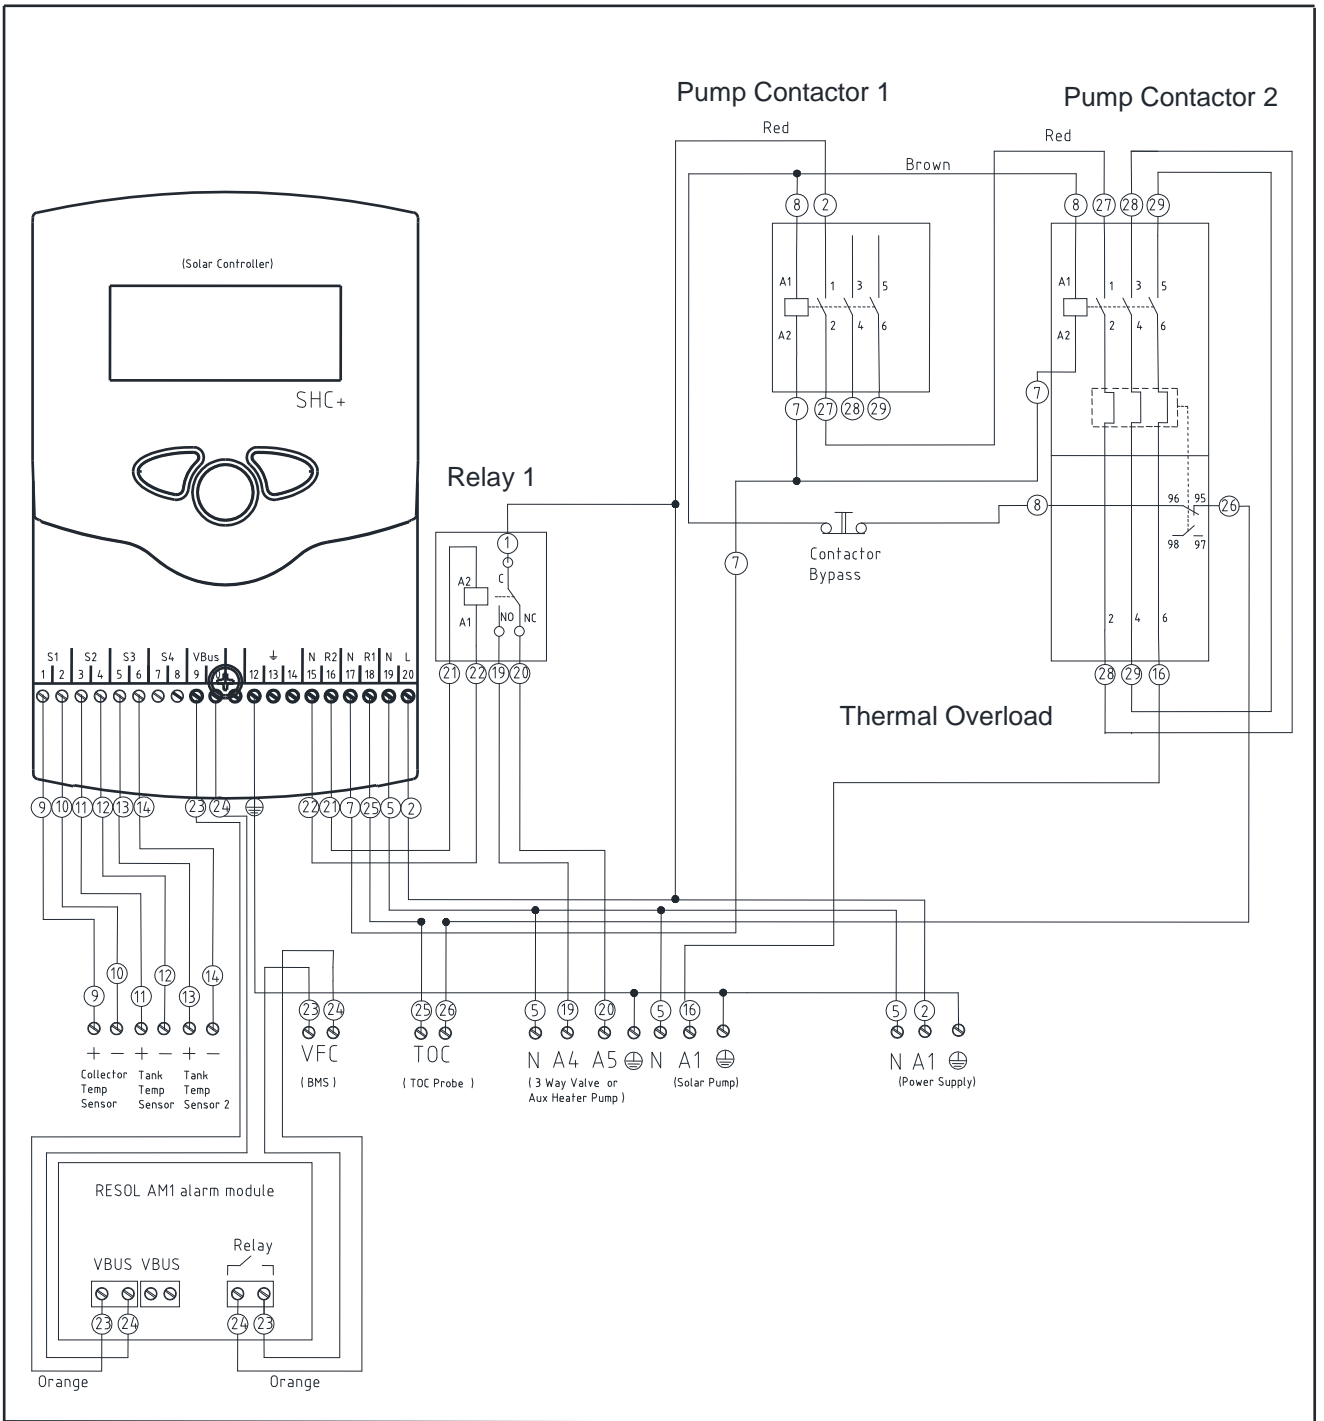 Pump Contactor 1
Pump Contactor 2
Red
Red
Brown
8 2
8 27 28 29
(Solar Controller)
A1 1 3 5
A2 2 4 6
A1 1 3 5
A2 2 4 6
SHC+
7 27 28 29
7
Relay 1
96 95
8 26
98 97
Contactor
Bypass
7
1
C
A2
A1
NO NC
2 4 6
S1 S2 S3 S4 VBus N R2 N R1 N L
1 2 3 4 5 6 7 8 9 10 12 13 14 15 16 17 18 19 20
21 22 19 20
28 29 16
Thermal Overload
9 10 11 12 13 14 23 24 22 21 7 25 5 2
9 10 11 12 13 14
23 24 25 26 5 19 20 5 16 5 2
+ − + − + −
VFC TOC N A4 A5 N A1 N A1
Collector
Temp
Sensor
Tank
Temp
Sensor
Tank
Temp
Sensor 2
( BMS )
( TOC Probe )
( 3 Way Valve or
Aux Heater Pump )
(Solar Pump)
(Power Supply)
RESOL AM1 alarm module
Relay
VBUS VBUS
23 24 24 23
Orange
Orange